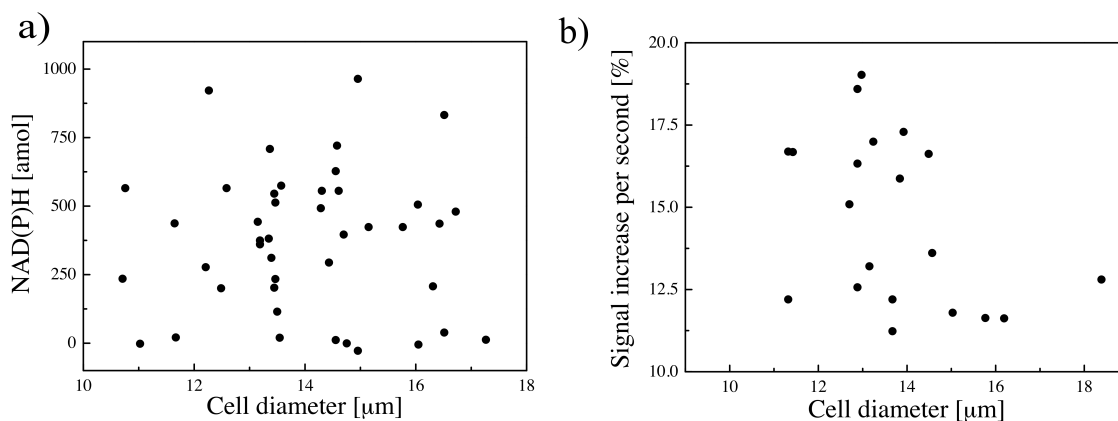 a)
NAD(P)H [amol]
1000
750
500
250
0
10 12 14 16 18
Cell diameter [μm]
b)
Signal increase per second [%]
20.0
17.5
15.0
12.5
10.0
10 12 14 16 18
Cell diameter [μm]